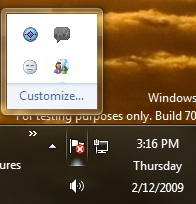 Customize...
Windows
For testing purposes only. Build 70
»
ures
3:16 PM
Thursday
2/12/2009